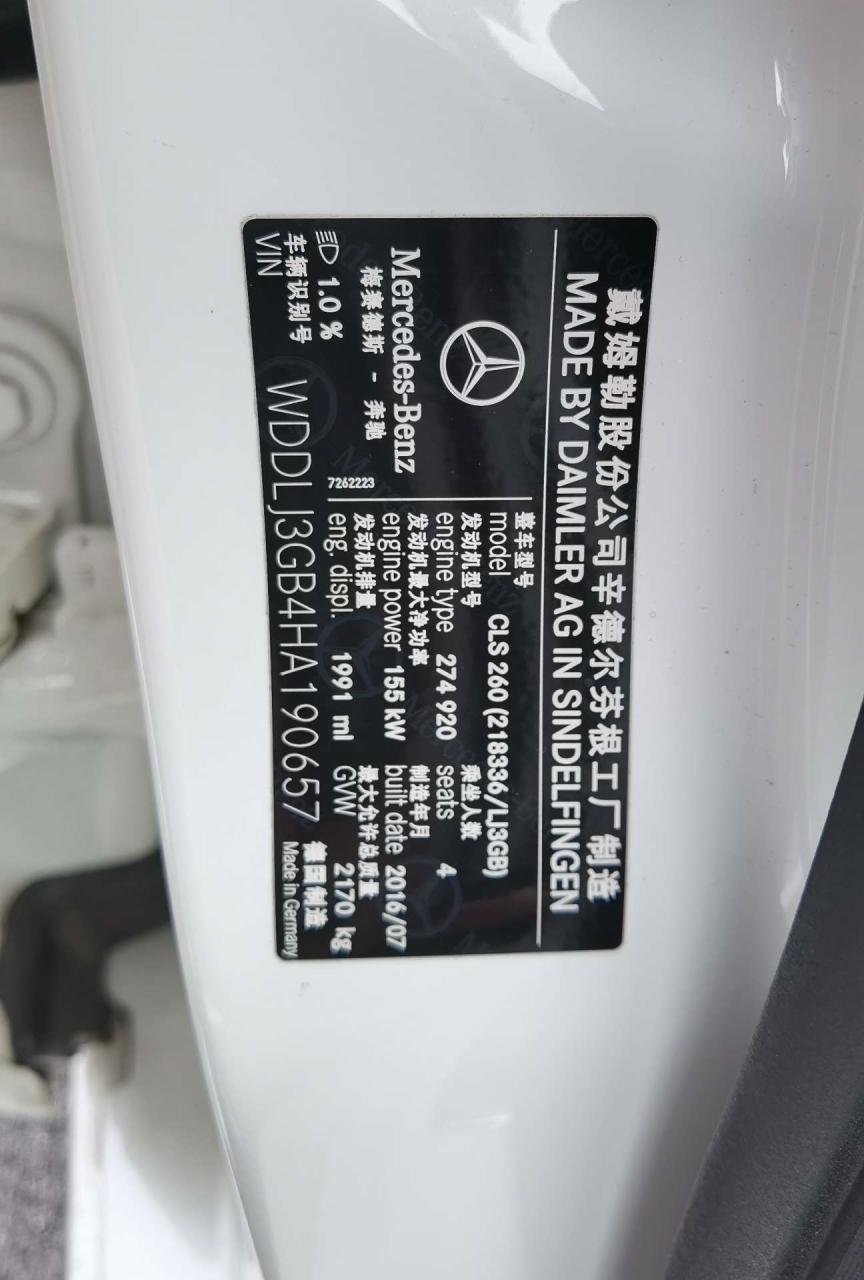 戴姆勒股份公司辛德尔芬根工厂制造
MADE BY DAIMLER AG IN SINDELFINGEN
Mercedes-Benz
梅赛德斯 - 奔驰
7262223
整车型号
model CLS 260 (218336/LJ3GB)
发动机型号 乘坐人数
engine type 274 920 seats 4
发动机最大净功率 制造年月
engine power 155 kW built date 2016/07
发动机排量 最大允许总质量
eng. displ. 1991 ml GVW 2170 kg
1.0 %
车辆识别号 德国制造
VIN WDDLJ3GB4HA190657 Made in Germany